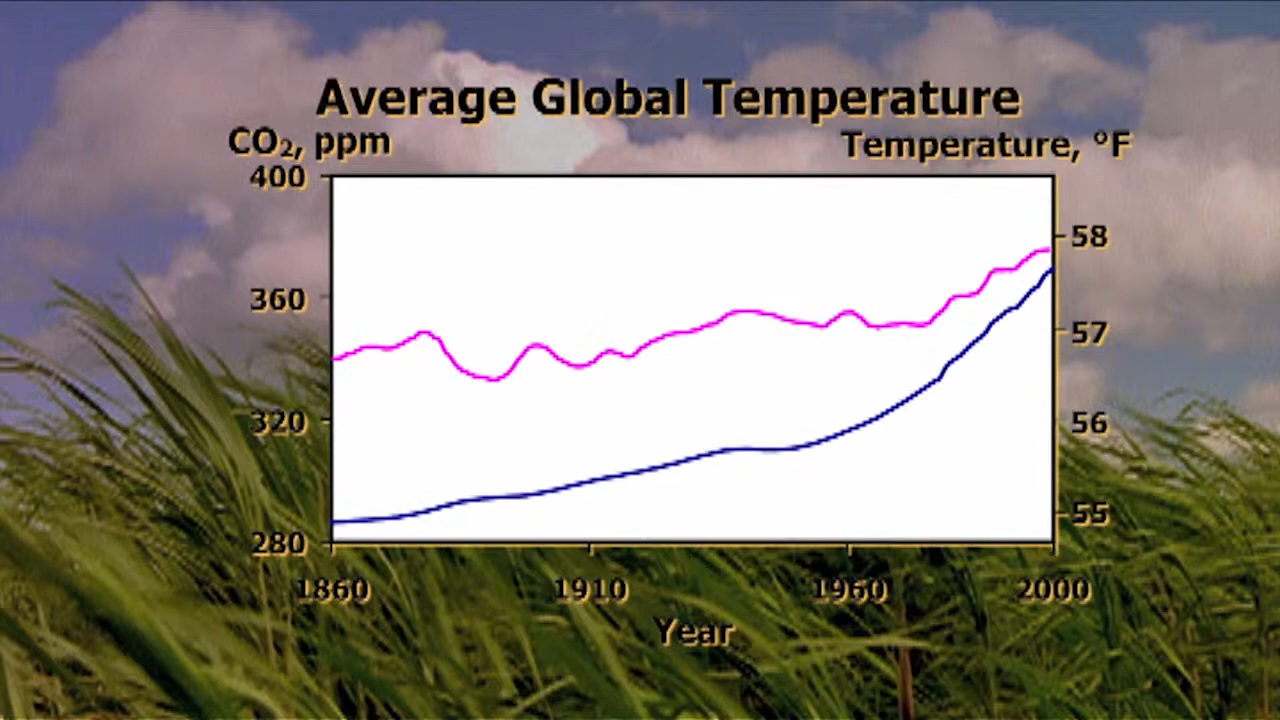 Average Global Temperature
CO₂, ppm
Temperature, °F
400
58
360
57
320
56
55
280
1860 1910 1960 2000
Year